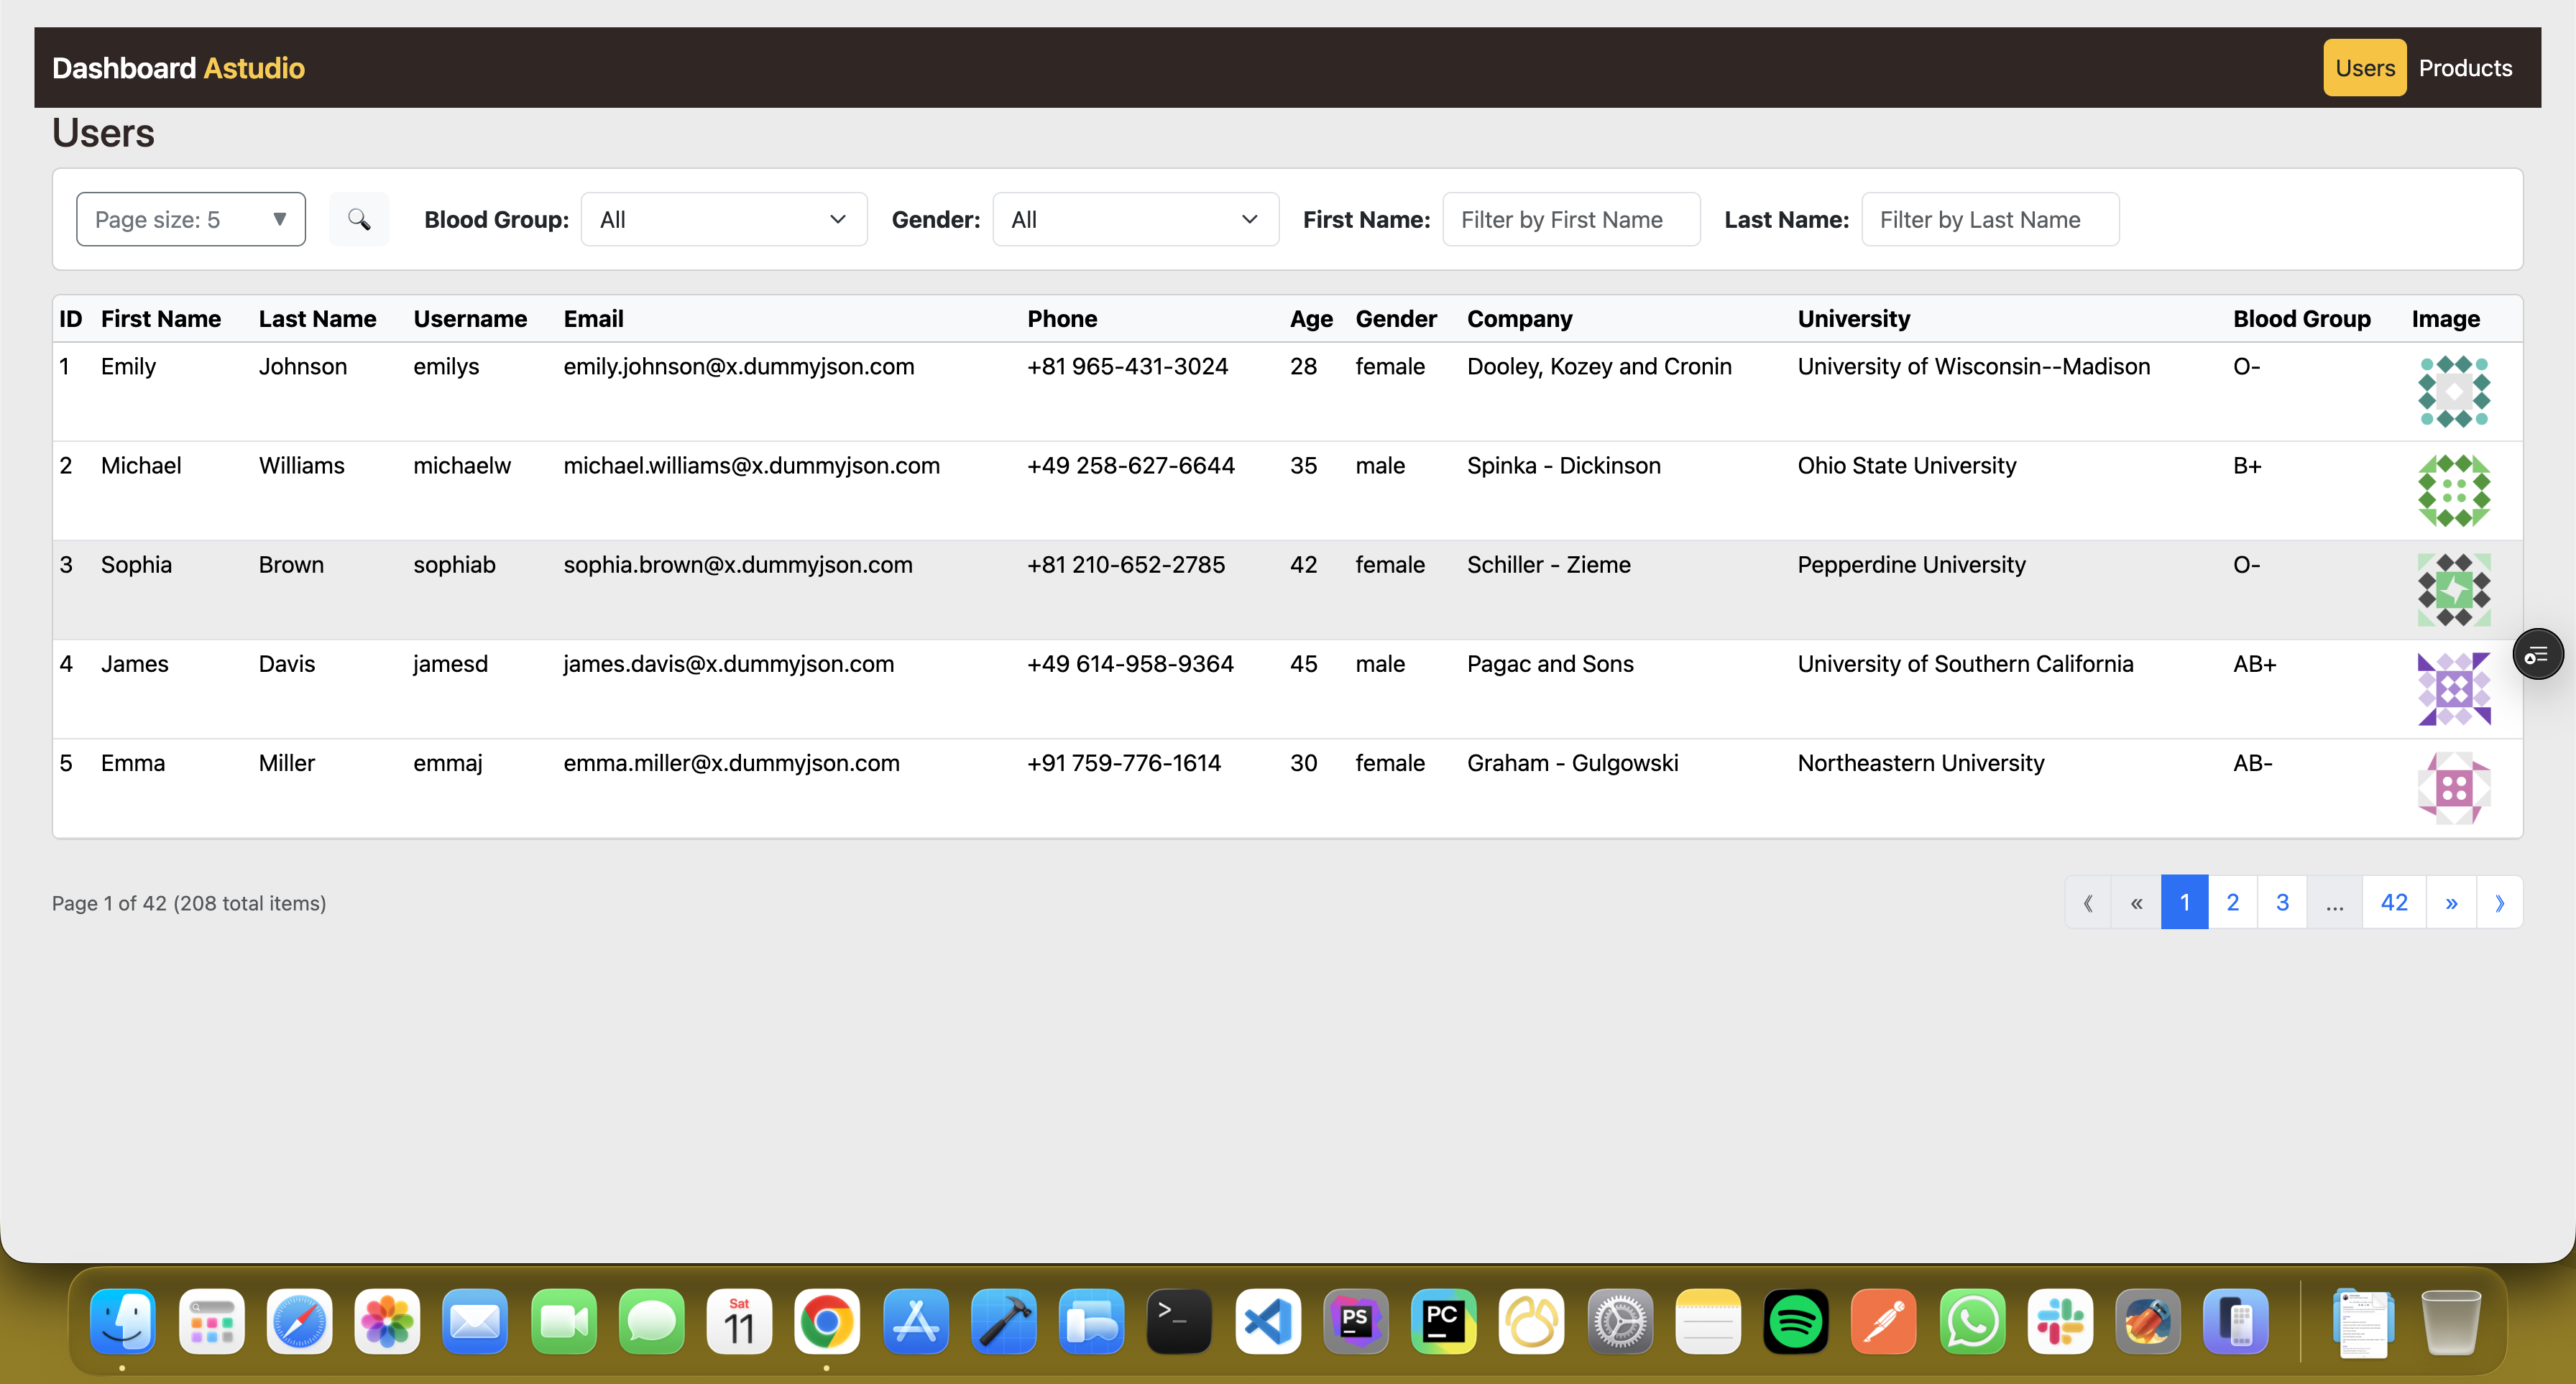 Dashboard Astudio Users Products
Users
Page size: 5 ▼ Blood Group: All Gender: All First Name: Filter by First Name Last Name: Filter by Last Name
ID First Name Last Name Username Email Phone Age Gender Company University Blood Group Image
1 Emily Johnson emilys emily.johnson@x.dummyjson.com +81 965-431-3024 28 female Dooley, Kozey and Cronin University of Wisconsin--Madison O-
2 Michael Williams michaelw michael.williams@x.dummyjson.com +49 258-627-6644 35 male Spinka - Dickinson Ohio State University B+
3 Sophia Brown sophiab sophia.brown@x.dummyjson.com +81 210-652-2785 42 female Schiller - Zieme Pepperdine University O-
4 James Davis jamesd james.davis@x.dummyjson.com +49 614-958-9364 45 male Pagac and Sons University of Southern California AB+
5 Emma Miller emmaj emma.miller@x.dummyjson.com +91 759-776-1614 30 female Graham - Gulgowski Northeastern University AB-
Page 1 of 42 (208 total items) 《 « 1 2 3 ... 42 » 》
Sat
11
>_
PS
PC